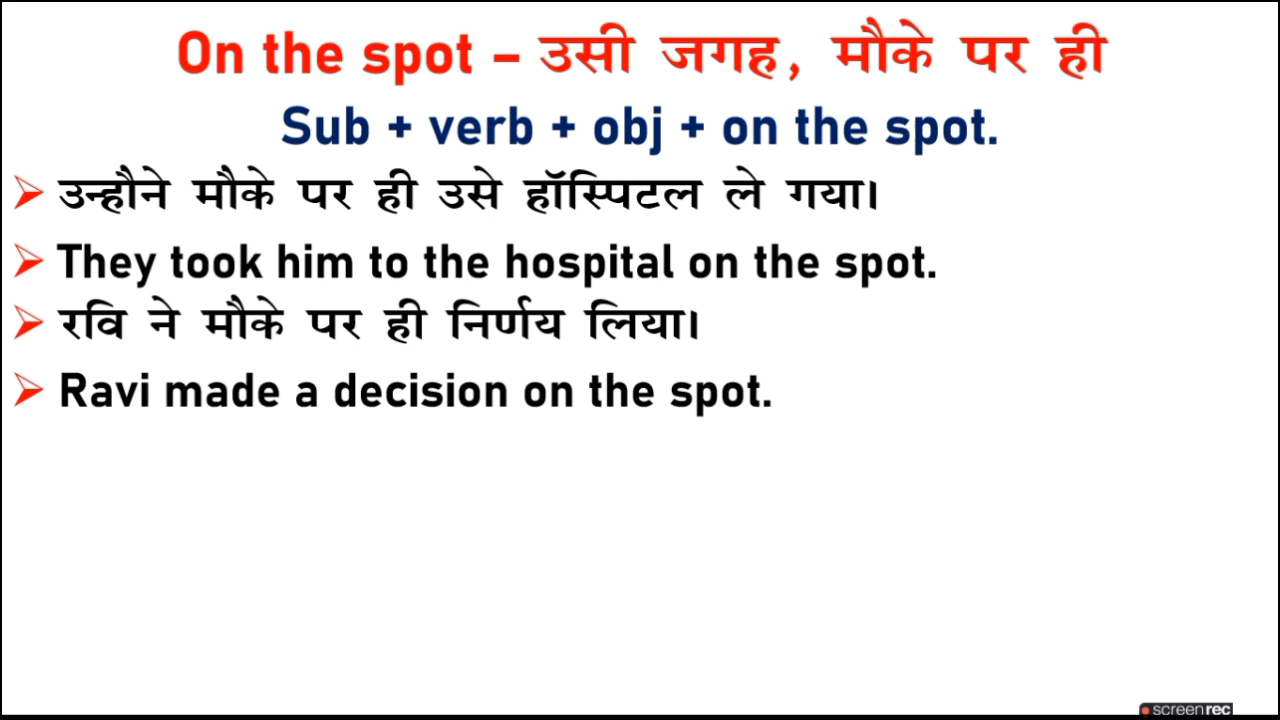 On the spot – उसी जगह, मौके पर ही
Sub + verb + obj + on the spot.
➢ उन्हौने मौके पर ही उसे हॉस्पिटल ले गया।
➢ They took him to the hospital on the spot.
➢ रवि ने मौके पर ही निर्णय लिया।
➢ Ravi made a decision on the spot.
screenrec